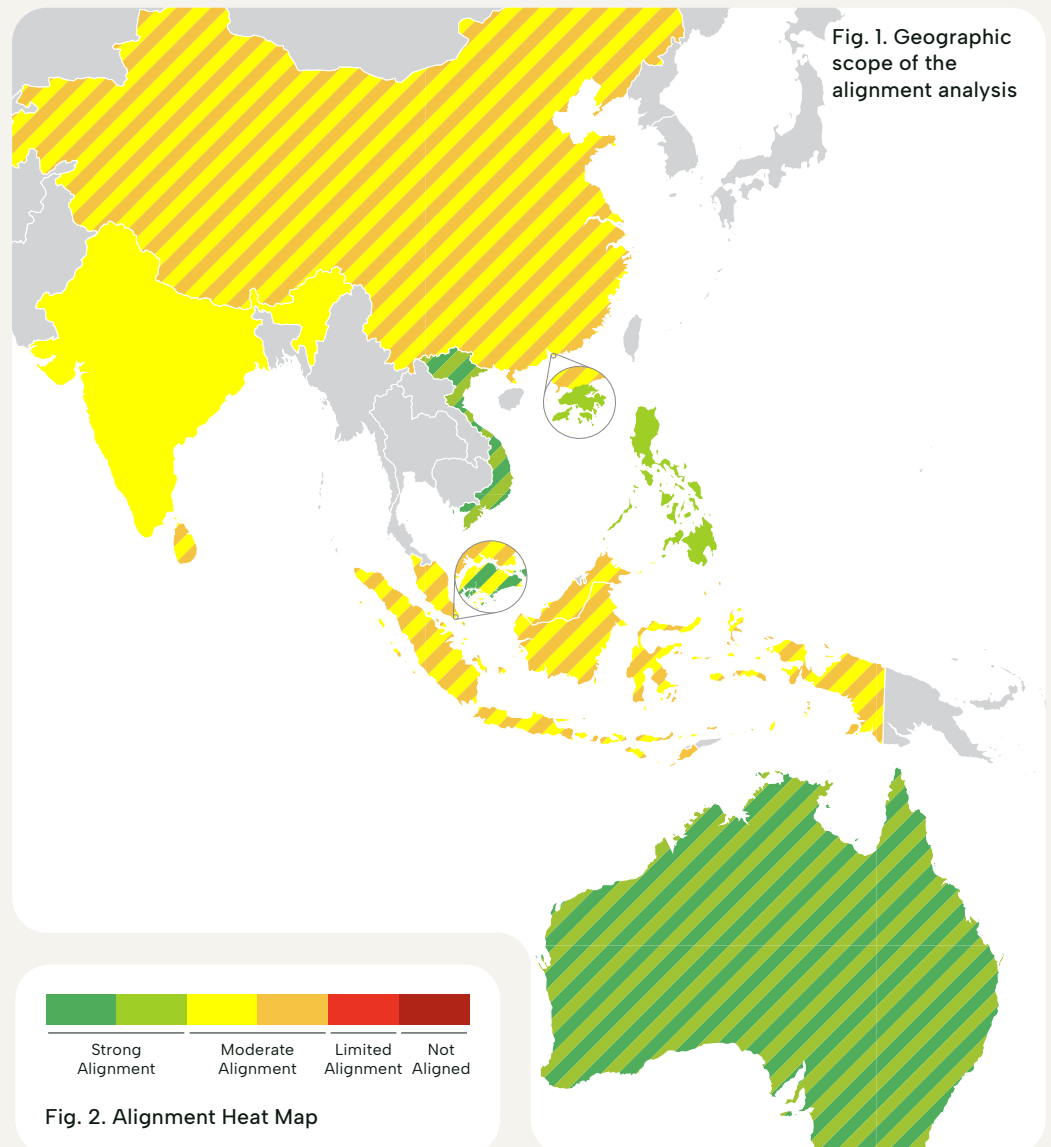 Fig. 1. Geographic
scope of the
alignment analysis
Strong
Alignment
Moderate
Alignment
Limited
Alignment
Not
Aligned
Fig. 2. Alignment Heat Map